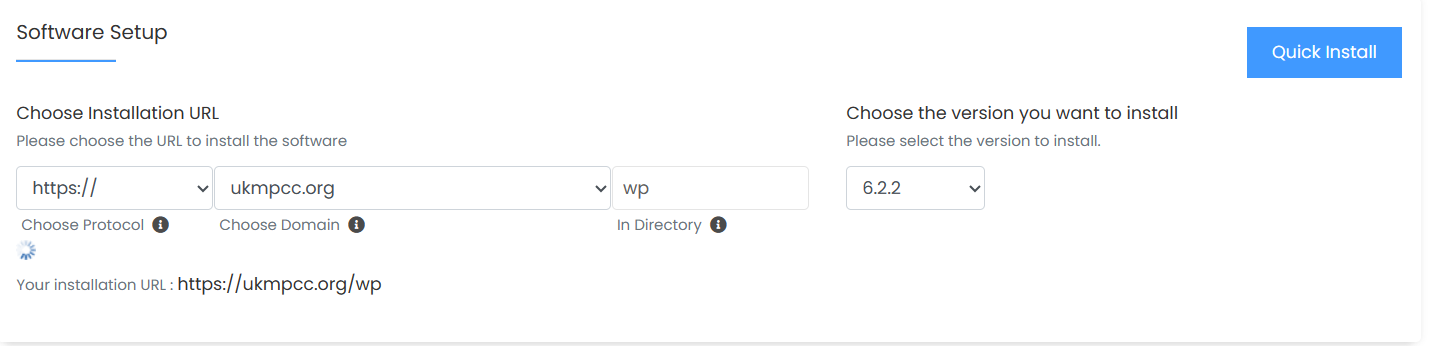 Software Setup
Quick Install
Choose Installation URL
Please choose the URL to install the software
https://
ukmpcc.org
wp
Choose Protocol
Choose Domain
In Directory
Your installation URL : https://ukmpcc.org/wp
Choose the version you want to install
Please select the version to install.
6.2.2